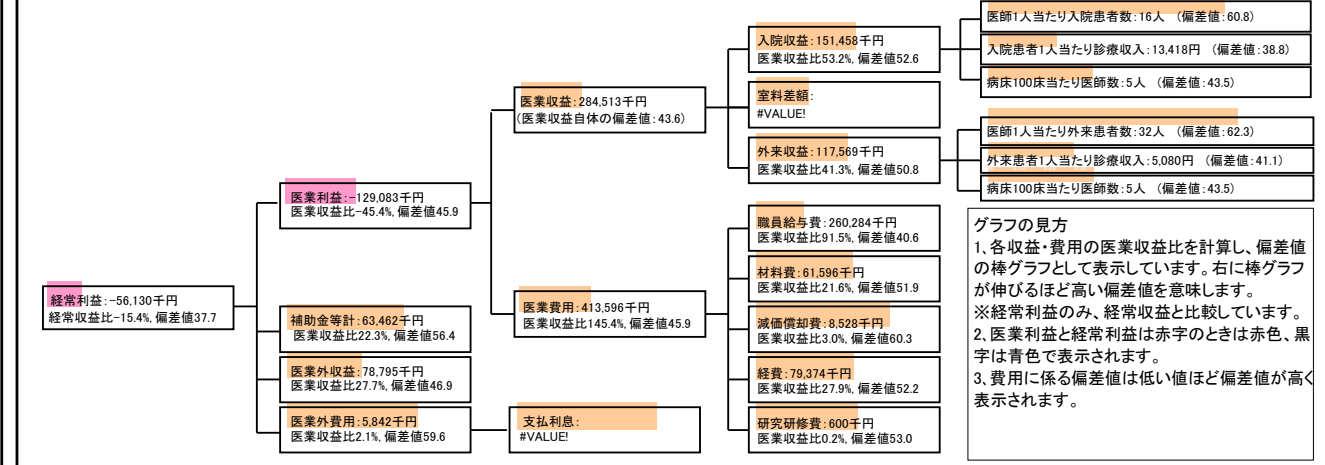 医師1人当たり入院患者数:16人 (偏差値:60.8)
入院収益:151,458千円
医業収益比53.2%, 偏差値52.6
入院患者1人当たり診療収入:13,418円 (偏差値:38.8)
病床100床当たり医師数:5人 (偏差値:43.5)
医業収益:284,513千円
(医業収益自体の偏差値:43.6)
室料差額:
#VALUE!
医師1人当たり外来患者数:32人 (偏差値:62.3)
外来収益:117,569千円
医業収益比41.3%, 偏差値50.8
外来患者1人当たり診療収入:5,080円 (偏差値:41.1)
病床100床当たり医師数:5人 (偏差値:43.5)
医業利益:-129,083千円
医業収益比-45.4%, 偏差値45.9
職員給与費:260,284千円
医業収益比91.5%, 偏差値40.6
材料費:61,596千円
医業収益比21.6%, 偏差値51.9
経常利益:-56,130千円
経常収益比-15.4%, 偏差値37.7
医業費用:413,596千円
医業収益比145.4%, 偏差値45.9
補助金等計:63,462千円
医業収益比22.3%, 偏差値56.4
減価償却費:8,528千円
医業収益比3.0%, 偏差値60.3
医業外収益:78,795千円
医業収益比27.7%, 偏差値46.9
経費:79,374千円
医業収益比27.9%, 偏差値52.2
医業外費用:5,842千円
医業収益比2.1%, 偏差値59.6
支払利息:
#VALUE!
研究研修費:600千円
医業収益比0.2%, 偏差値53.0
グラフの見方
1、各収益・費用の医業収益比を計算し、偏差値
の棒グラフとして表示しています。右に棒グラフ
が伸びるほど高い偏差値を意味します。
※経常利益のみ、経常収益と比較しています。
2、医業利益と経常利益は赤字のときは赤色、黒
字は青色で表示されます。
3、費用に係る偏差値は低い値ほど偏差値が高く
表示されます。